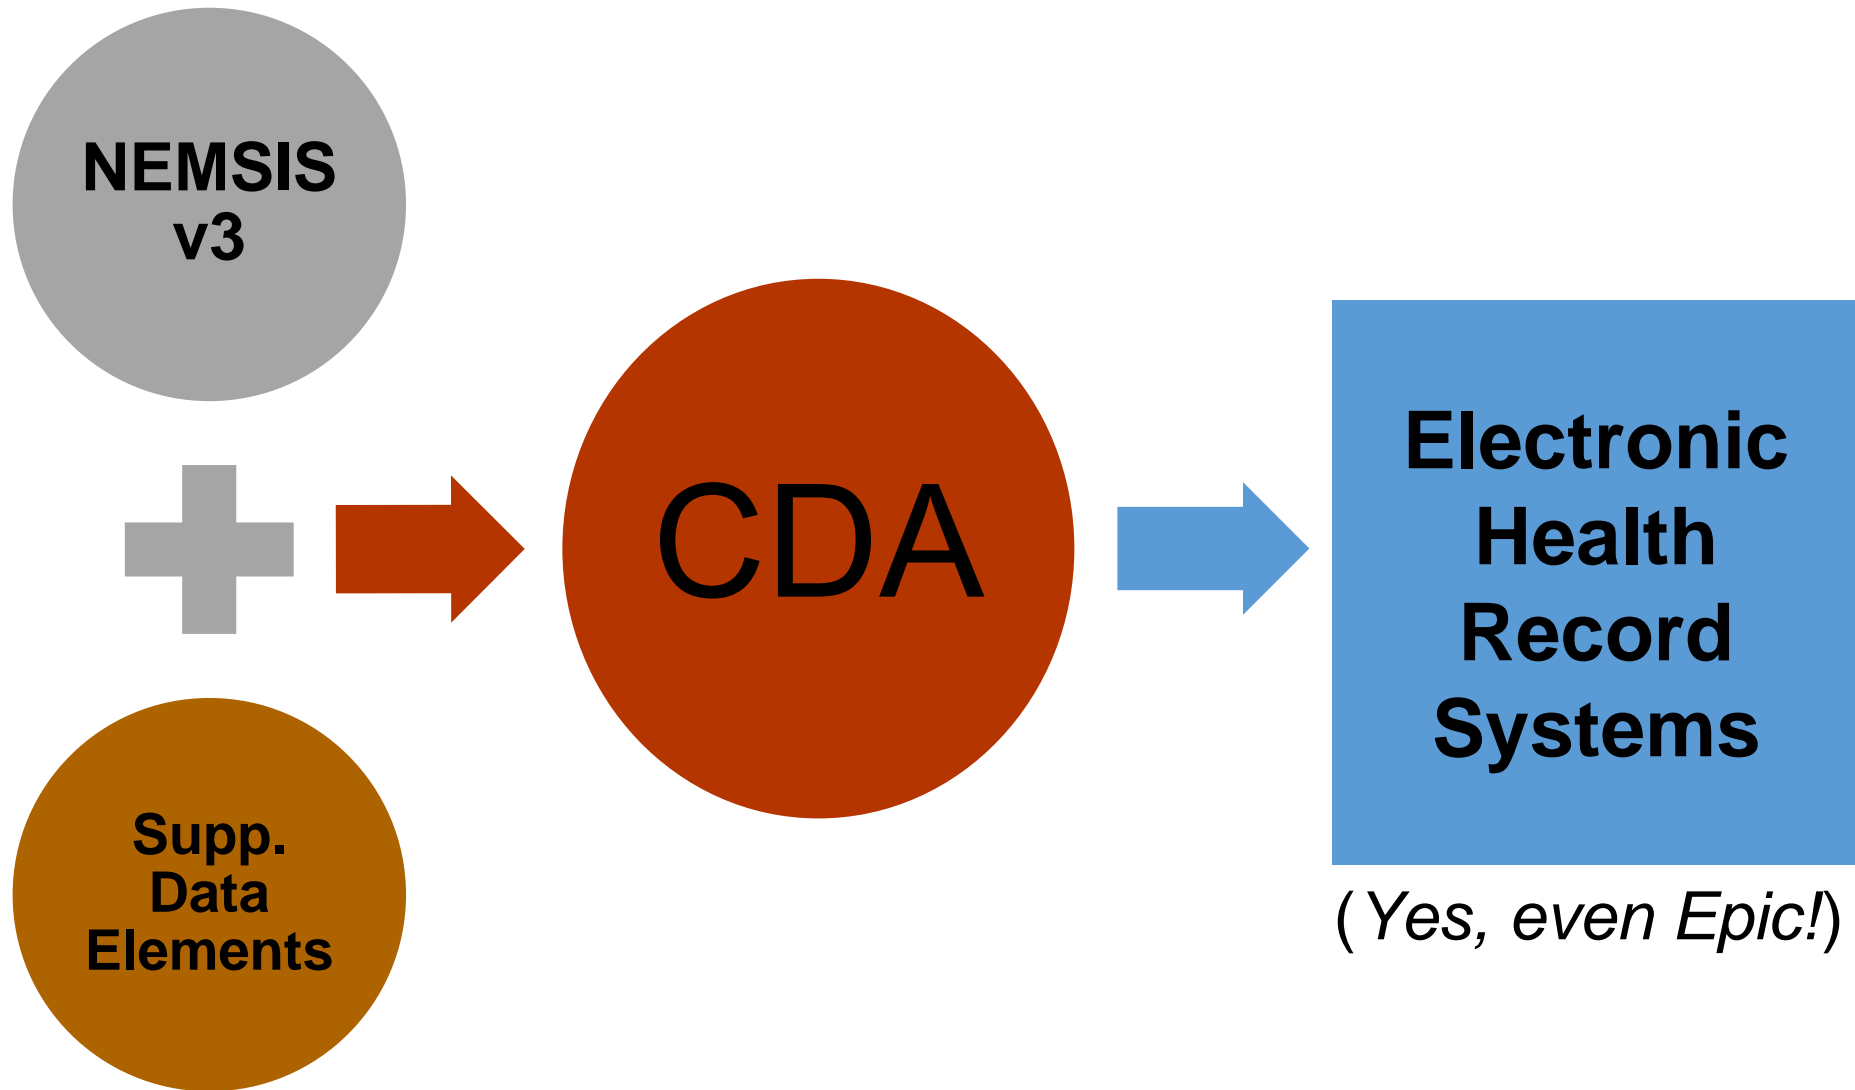 NEMSIS
v3
Supp.
Data
Elements
CDA
Electronic
Health
Record
Systems
(Yes, even Epic!)